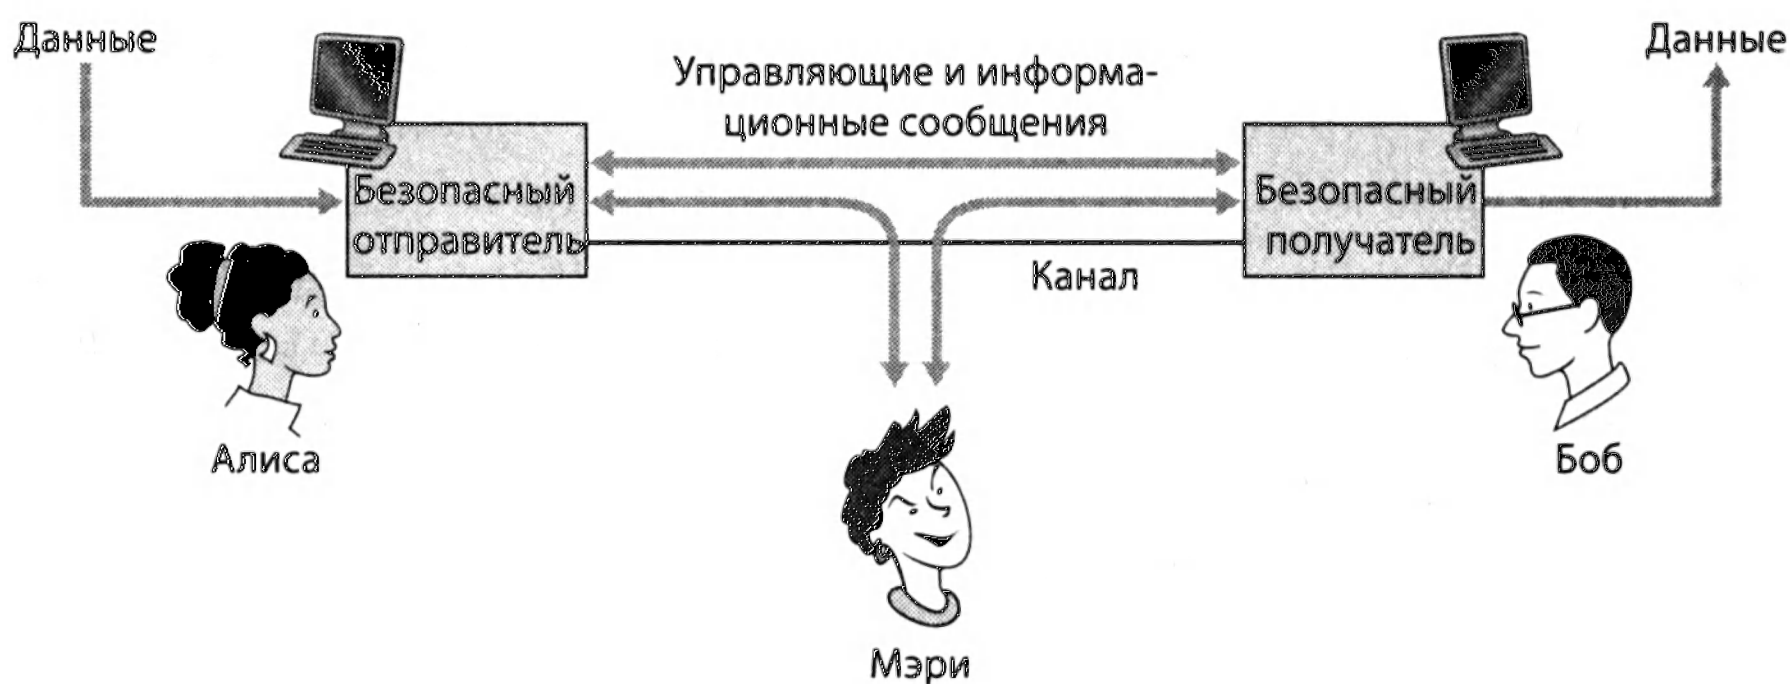 Данные
Управляющие и информа-
ционные сообщения
Данные
Безопасный
отправитель
Безопасный
получатель
Канал
Алиса
Боб
Мэри